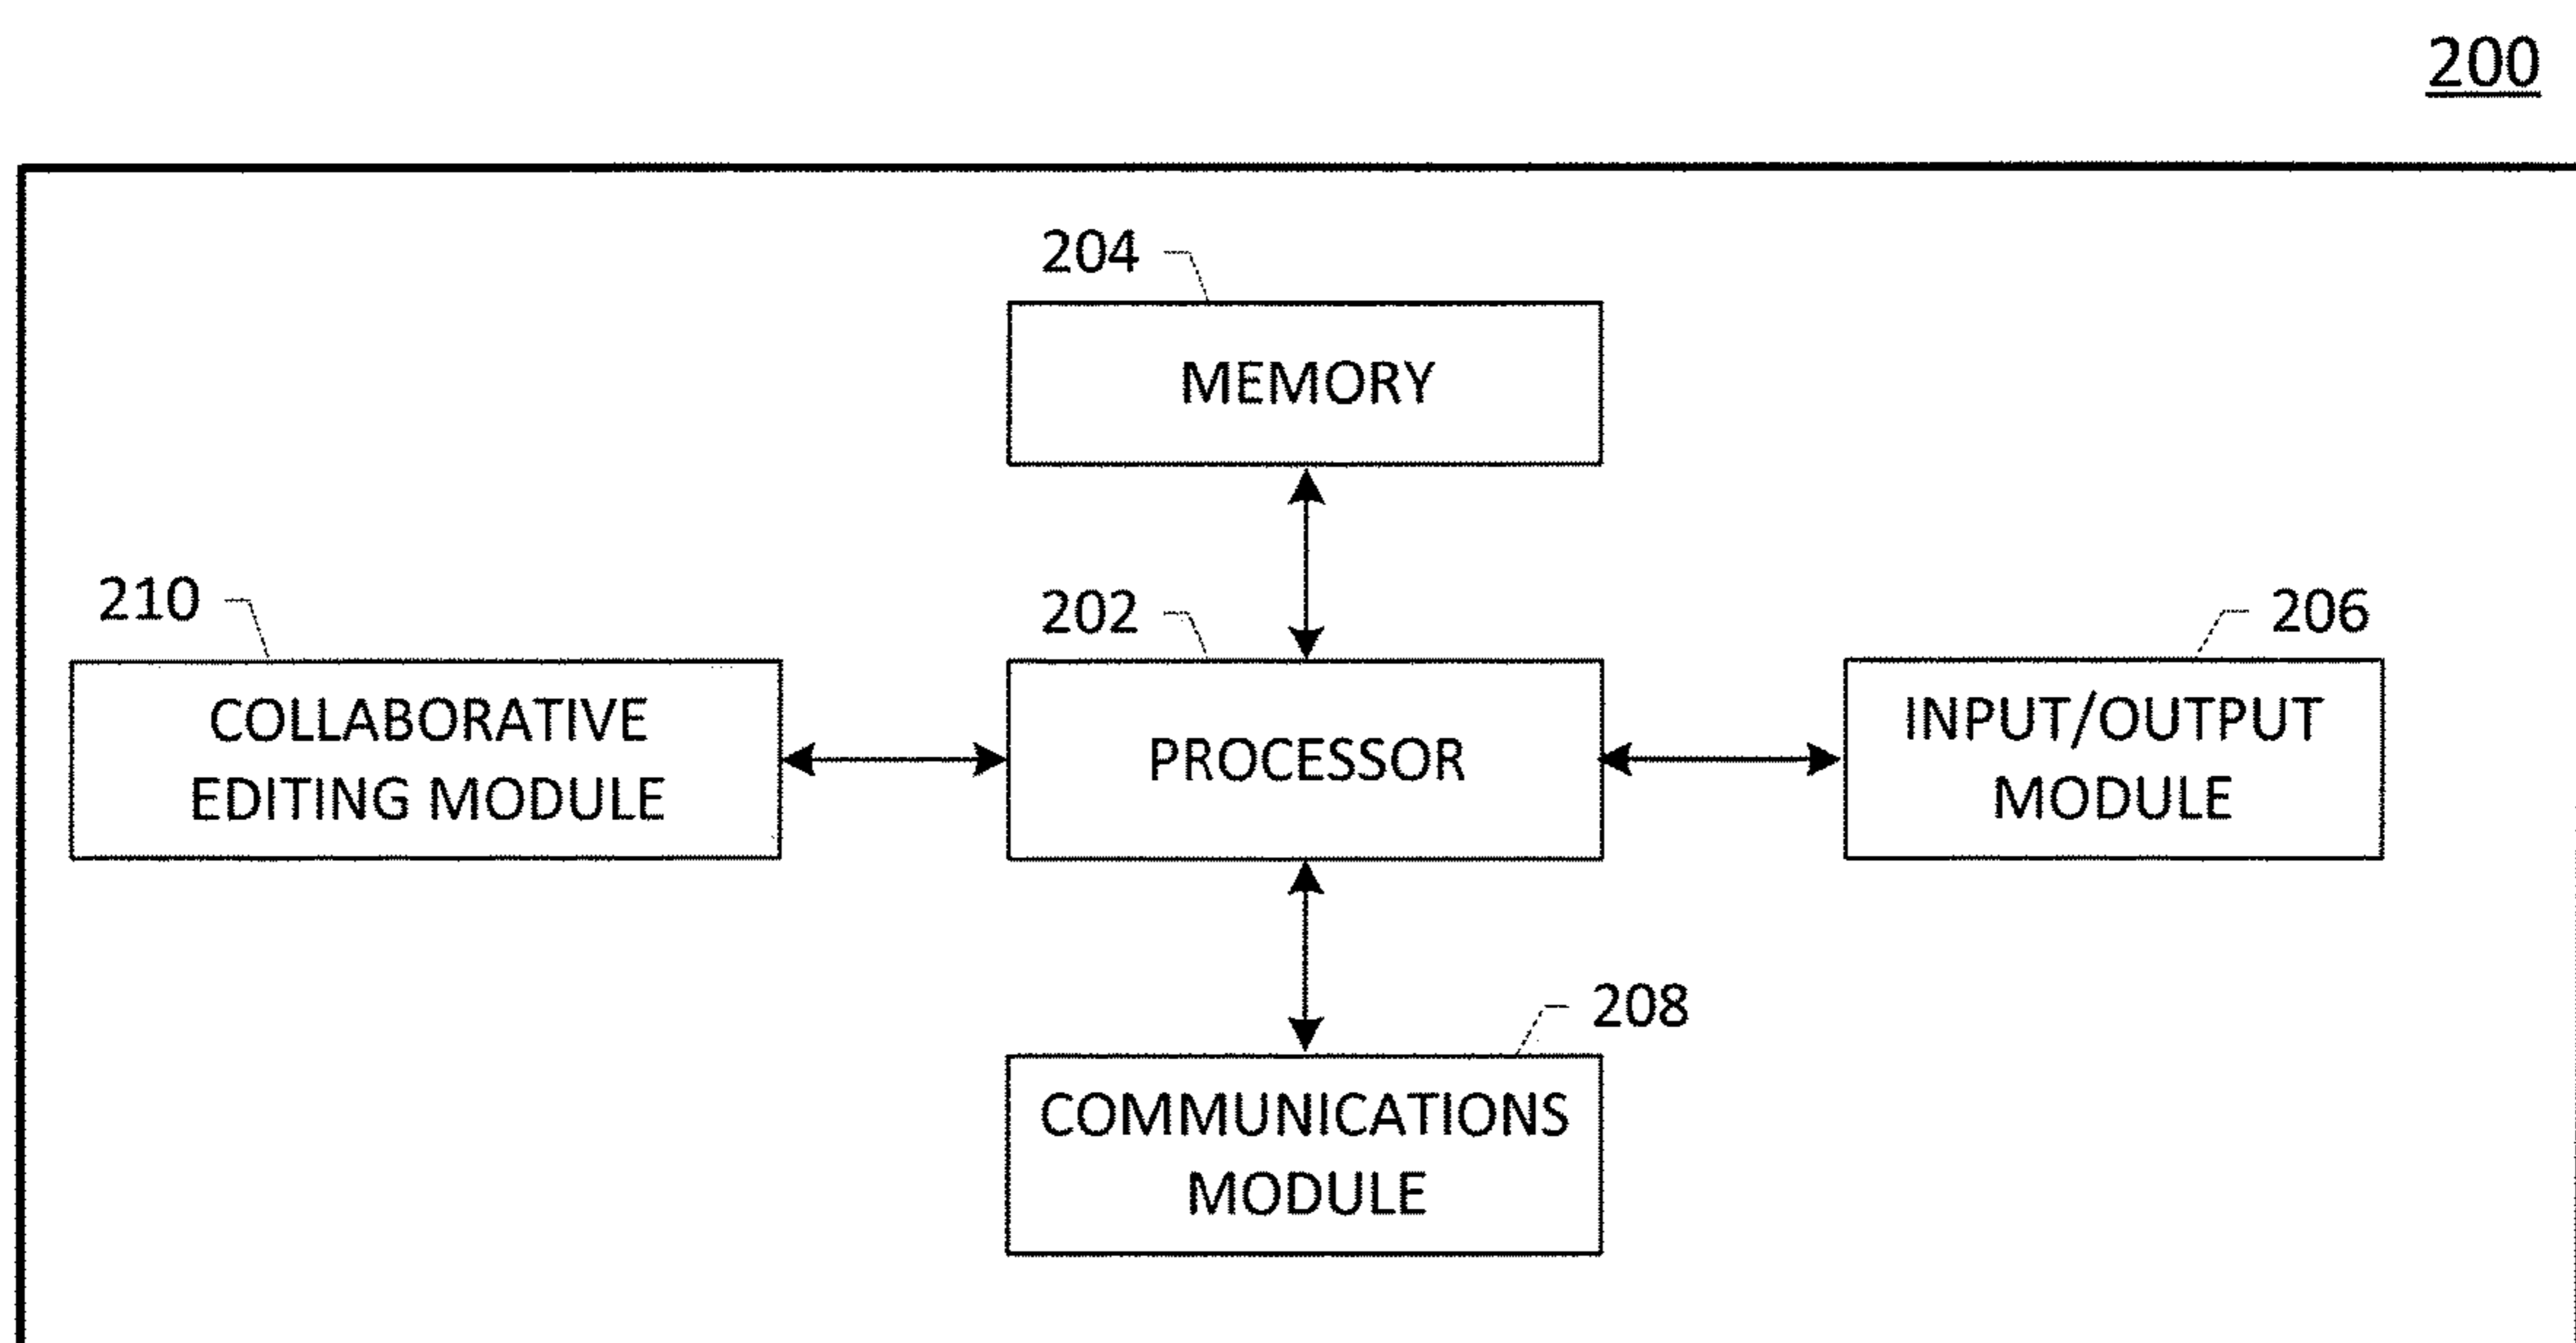 200
204
MEMORY
210
202
206
COLLABORATIVE
EDITING MODULE
PROCESSOR
INPUT/OUTPUT
MODULE
208
COMMUNICATIONS
MODULE